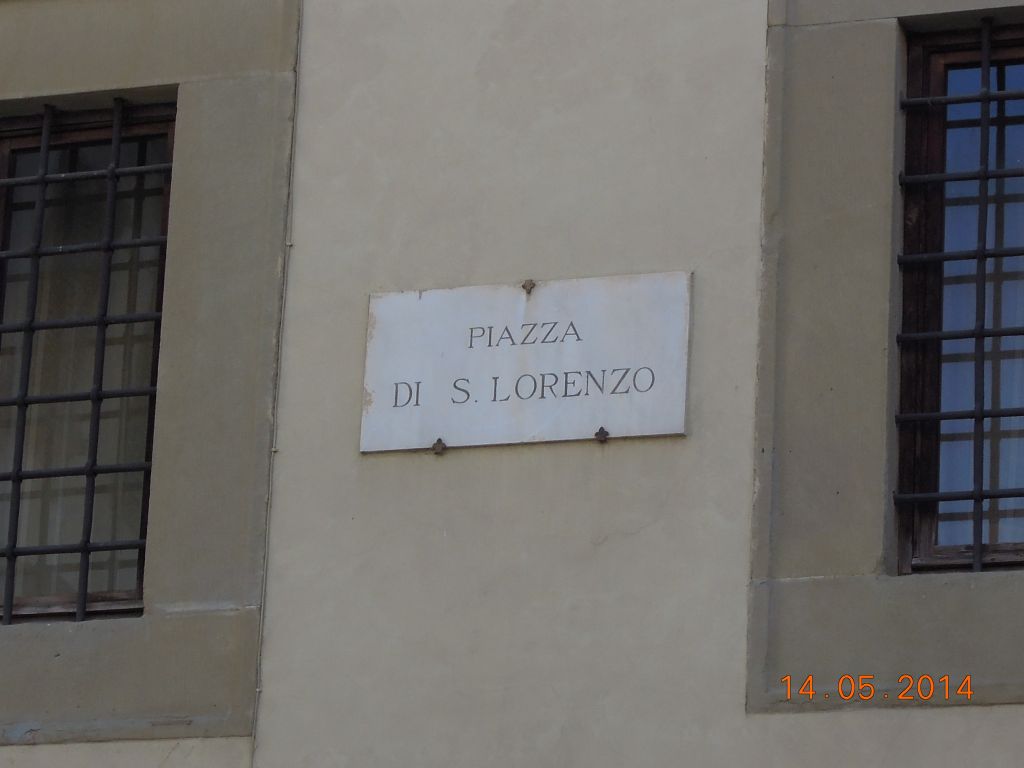 PIAZZA
DI S. LORENZO
14.05.2014